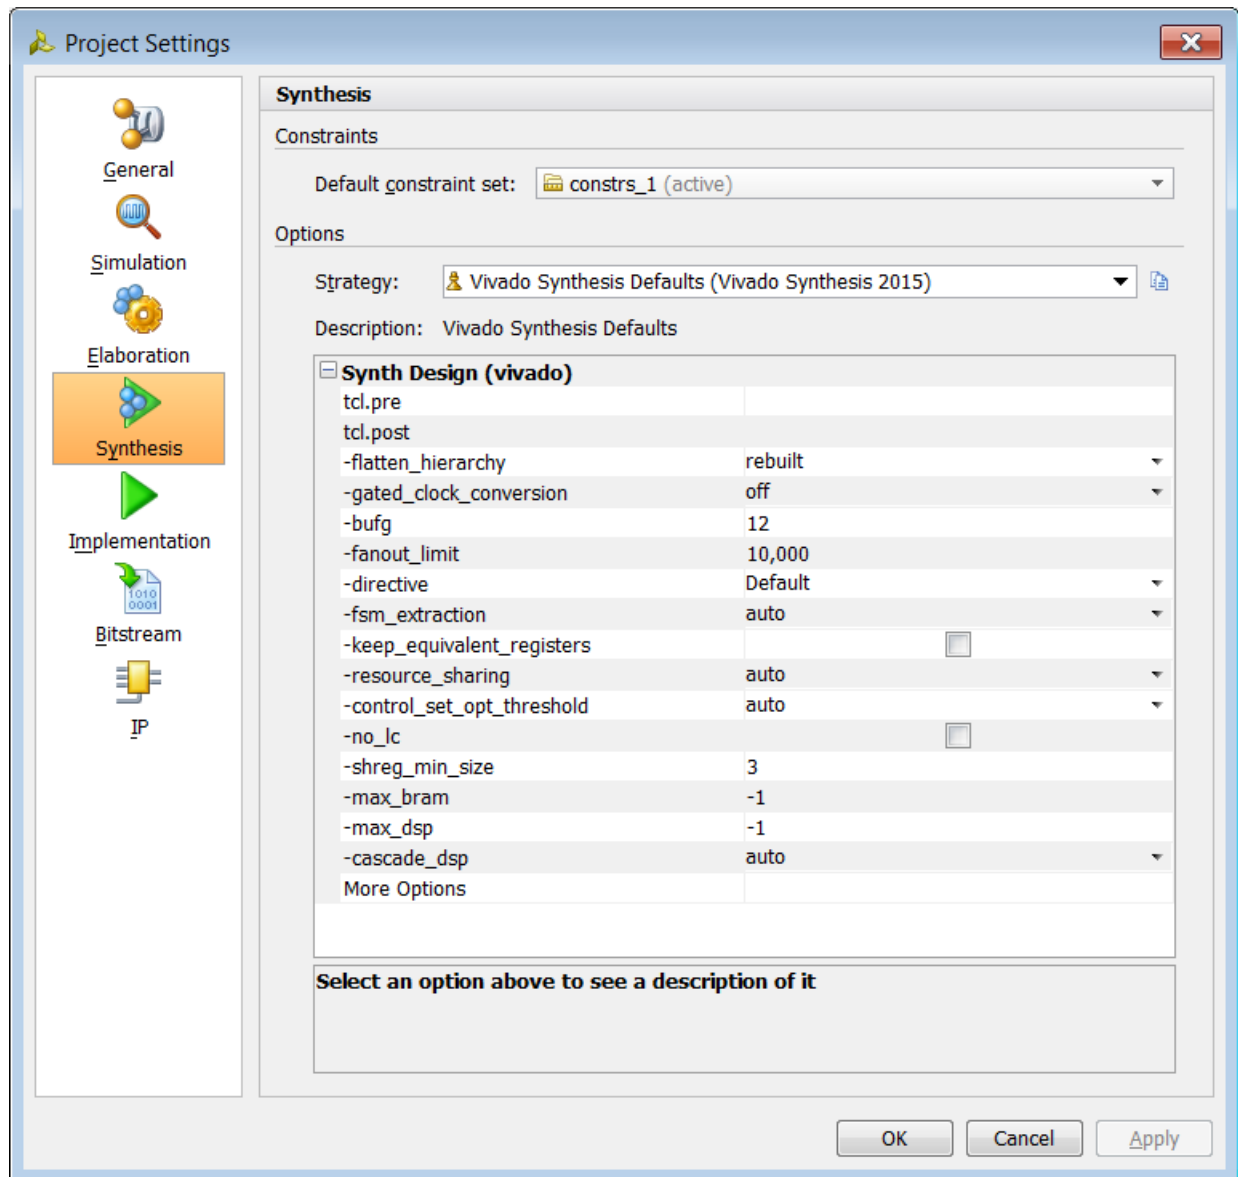 Project Settings
General
Simulation
Elaboration
Synthesis
Implementation
1010
0001
Bitstream
IP
Synthesis
Constraints
Default constraint set: constrs_1 (active)
Options
Strategy: Vivado Synthesis Defaults (Vivado Synthesis 2015)
Description: Vivado Synthesis Defaults
Synth Design (vivado)
tcl.pre
tcl.post
-flatten_hierarchy rebuilt
-gated_clock_conversion off
-bufg 12
-fanout_limit 10,000
-directive Default
-fsm_extraction auto
-keep_equivalent_registers
-resource_sharing auto
-control_set_opt_threshold auto
-no_lc
-shreg_min_size 3
-max_bram -1
-max_dsp -1
-cascade_dsp auto
More Options
Select an option above to see a description of it
OK Cancel Apply